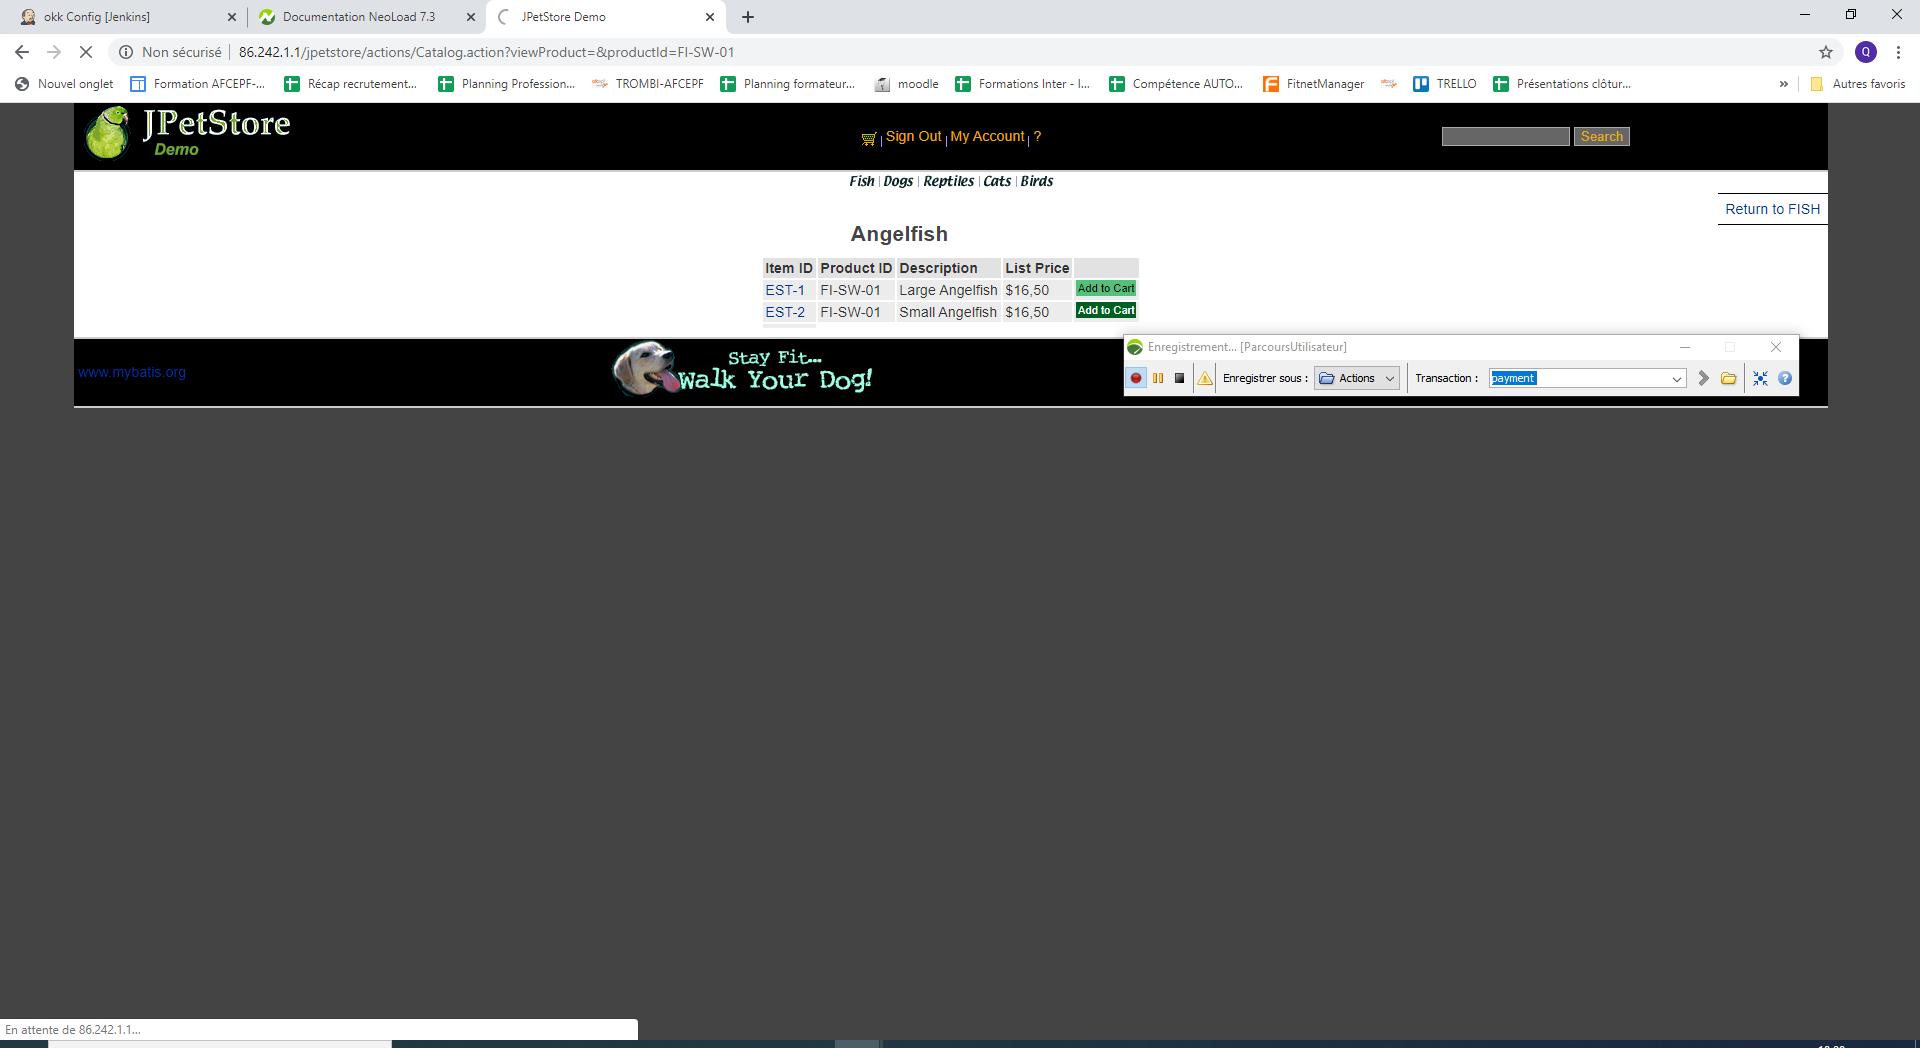 okk Config [Jenkins]
Documentation NeoLoad 7.3
JPetStore Demo
Non sécurisé
86.242.1.1/jpetstore/actions/Catalog.action?viewProduct=&productId=FI-SW-01
Q
Nouvel onglet
Formation AFCEPF-...
Récap recrutement...
Planning Profession...
TROMBI-AFCEPF
Planning formateur...
moodle
Formations Inter - I...
Compétence AUTO...
FitnetManager
TRELLO
Présentations clôtur...
»
Autres favoris
JPetStore
Demo
Sign Out
My Account
?
Search
Fish | Dogs | Reptiles | Cats | Birds
Return to FISH
Angelfish
Item ID Product ID Description List Price
EST-1 FI-SW-01 Large Angelfish $16,50 Add to Cart
EST-2 FI-SW-01 Small Angelfish $16,50 Add to Cart
www.mybatis.org
Stay Fit...
Walk Your Dog!
Enregistrement... [ParcoursUtilisateur]
Enregistrer sous :
Actions
Transaction :
payment
?
En attente de 86.242.1.1...